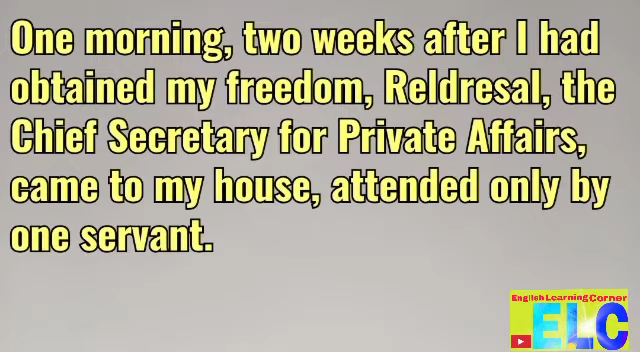 One morning, two weeks after I had
obtained my freedom, Reldresal, the
Chief Secretary for Private Affairs,
came to my house, attended only by
one servant.
English Learning Corner
ELC